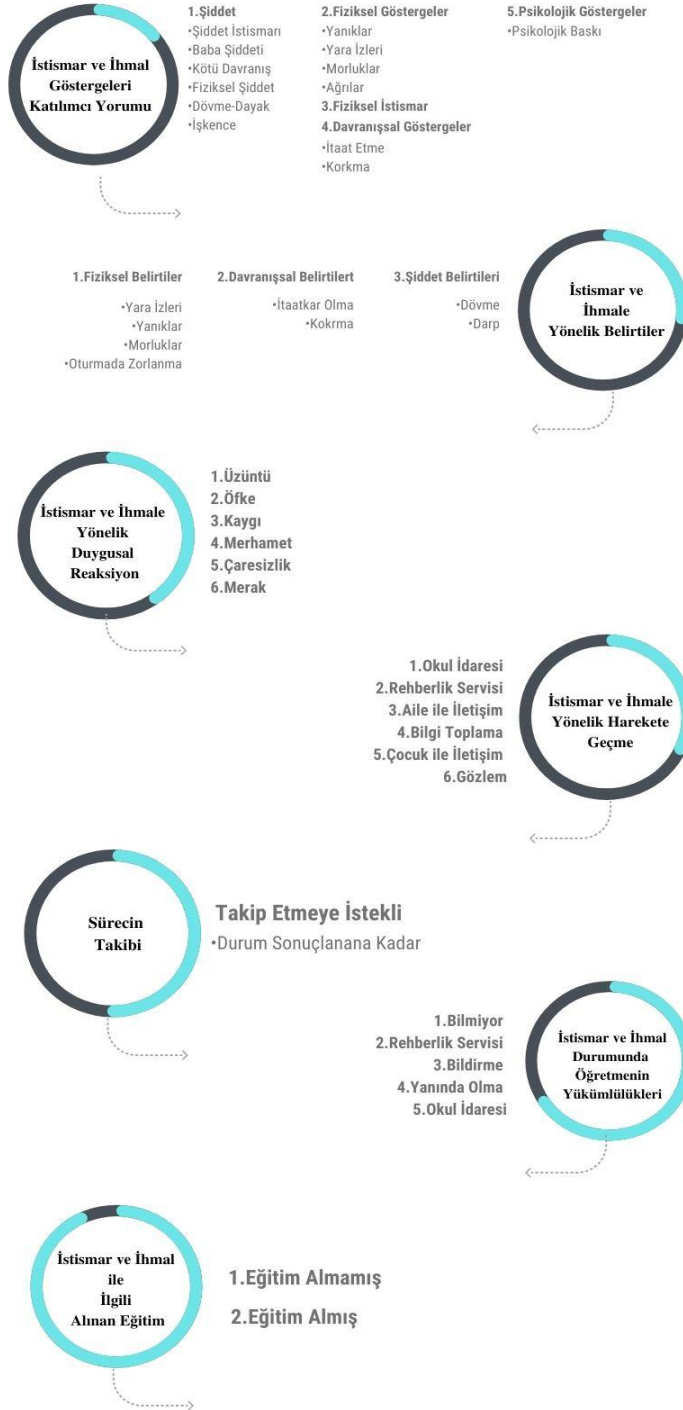 İstismar ve İhmal
Göstergeleri
Katılımcı Yorumu
1.Şiddet
•Şiddet İstismarı
•Baba Şiddeti
•Kötü Davranış
•Fiziksel Şiddet
•Dövme-Dayak
•İşkence
2.Fiziksel Göstergeler
•Yanıklar
•Yara İzleri
•Morluklar
•Ağrılar
3.Fiziksel İstismar
4.Davranışsal Göstergeler
•İtaat Etme
•Korkma
5.Psikolojik Göstergeler
•Psikolojik Baskı
1.Fiziksel Belirtiler
•Yara İzleri
•Yanıklar
•Morluklar
•Oturmada Zorlanma
2.Davranışsal Belirtilert
•İtaatkar Olma
•Kokrma
3.Şiddet Belirtileri
•Dövme
•Darp
İstismar ve
İhmale
Yönelik Belirtiler
İstismar ve İhmale
Yönelik
Duygusal
Reaksiyon
1.Üzüntü
2.Öfke
3.Kaygı
4.Merhamet
5.Çaresizlik
6.Merak
1.Okul İdaresi
2.Rehberlik Servisi
3.Aile ile İletişim
4.Bilgi Toplama
5.Çocuk ile İletişim
6.Gözlem
İstismar ve İhmale
Yönelik Harekete
Geçme
Sürecin
Takibi
Takip Etmeye İstekli
•Durum Sonuçlanana Kadar
1.Bilmiyor
2.Rehberlik Servisi
3.Bildirme
4.Yanında Olma
5.Okul İdaresi
İstismar ve İhmal
Durumunda
Öğretmenin
Yükümlülükleri
İstismar ve İhmal
ile
İlgili
Alınan Eğitim
1.Eğitim Almamış
2.Eğitim Almış